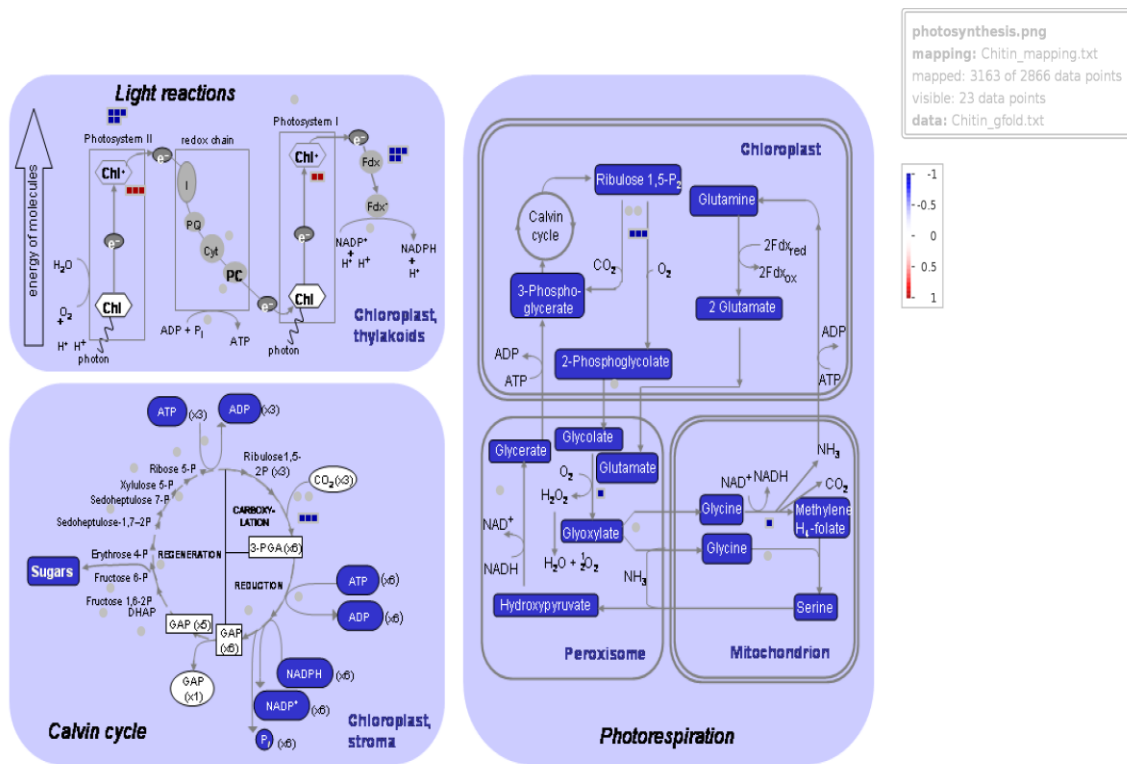 photosynthesis.png
mapping: Chitin_mapping.txt
mapped: 3163 of 2866 data points
visible: 23 data points
data: Chitin_gfold.txt
-1
-0.5
0
0.5
1
Light reactions
energy of molecules
Photosystem II
redox chain
Photosystem I
Chl⁺
e⁻
I
PQ
Cyt
PC
e⁻
Chl
H₂O
O₂
+
H⁺ H⁺
photon
ADP + Pᵢ
ATP
e⁻
Chl⁺
e⁻
Chl
photon
e⁻
Fdx
Fdx⁻
NADP⁺
+
H⁺ H⁺
NADPH
+
H⁺
Chloroplast,
thylakoids
ATP (x3)
ADP (x3)
Ribulose1,5-
2P (x3)
CO₂(x3)
CARBOXY-
LATION
3-PGA(x6)
REDUCTION
ATP (x6)
ADP (x6)
NADPH (x6)
NADP⁺ (x6)
Pᵢ (x6)
GAP
(x6)
GAP (x5)
GAP
(x1)
REGENERATION
Ribose 5-P
Xylulose 5-P
Sedoheptulose 7-P
Sedoheptulose-1,7-2P
Erythrose 4-P
Sugars
Fructose 6-P
Fructose 1,6-2P
DHAP
Calvin cycle
Chloroplast,
stroma
Chloroplast
Ribulose 1,5-P₂
Glutamine
Calvin
cycle
CO₂
O₂
2Fdx_red
2Fdx_ox
3-Phospho-
glycerate
2 Glutamate
2-Phosphoglycolate
ADP
ATP
ADP
ATP
Glycerate
Glycolate
Glutamate
O₂
H₂O₂
Glyoxylate
H₂O + ½O₂
NAD⁺
NADH
NH₃
Hydroxypyruvate
Peroxisome
NH₃
NAD⁺
NADH
CO₂
Glycine
Methylene
H₄-folate
Glycine
Serine
Mitochondrion
Photorespiration